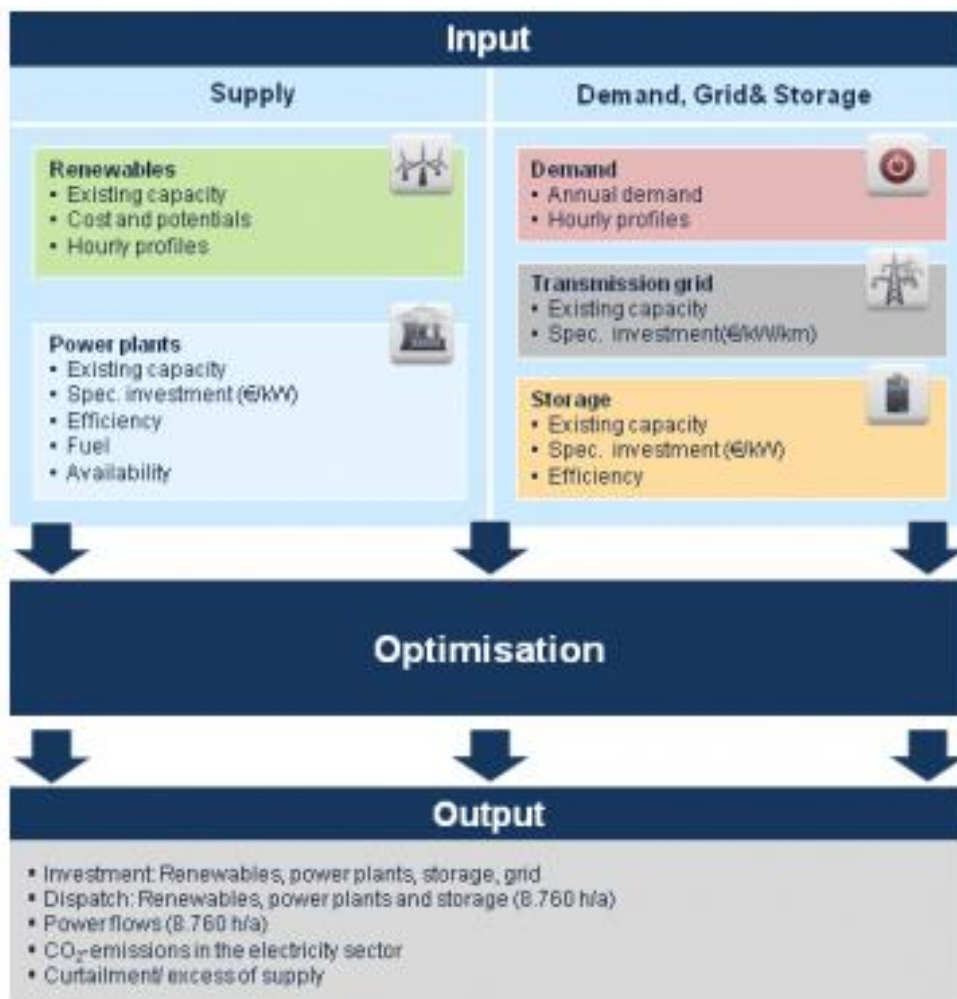 Input
Supply
Renewables
▪ Existing capacity
▪ Cost and potentials
▪ Hourly profiles
Power plants
▪ Existing capacity
▪ Spec. investment (€/kW)
▪ Efficiency
▪ Fuel
▪ Availability
Demand, Grid& Storage
Demand
▪ Annual demand
▪ Hourly profiles
Transmission grid
▪ Existing capacity
▪ Spec. investment(€/kW/km)
Storage
▪ Existing capacity
▪ Spec. investment (€/kW)
▪ Efficiency
Optimisation
Output
▪ Investment: Renewables, power plants, storage, grid
▪ Dispatch: Renewables, power plants and storage (8.760 h/a)
▪ Power flows (8.760 h/a)
▪ CO₂-emissions in the electricity sector
▪ Curtailment/ excess of supply